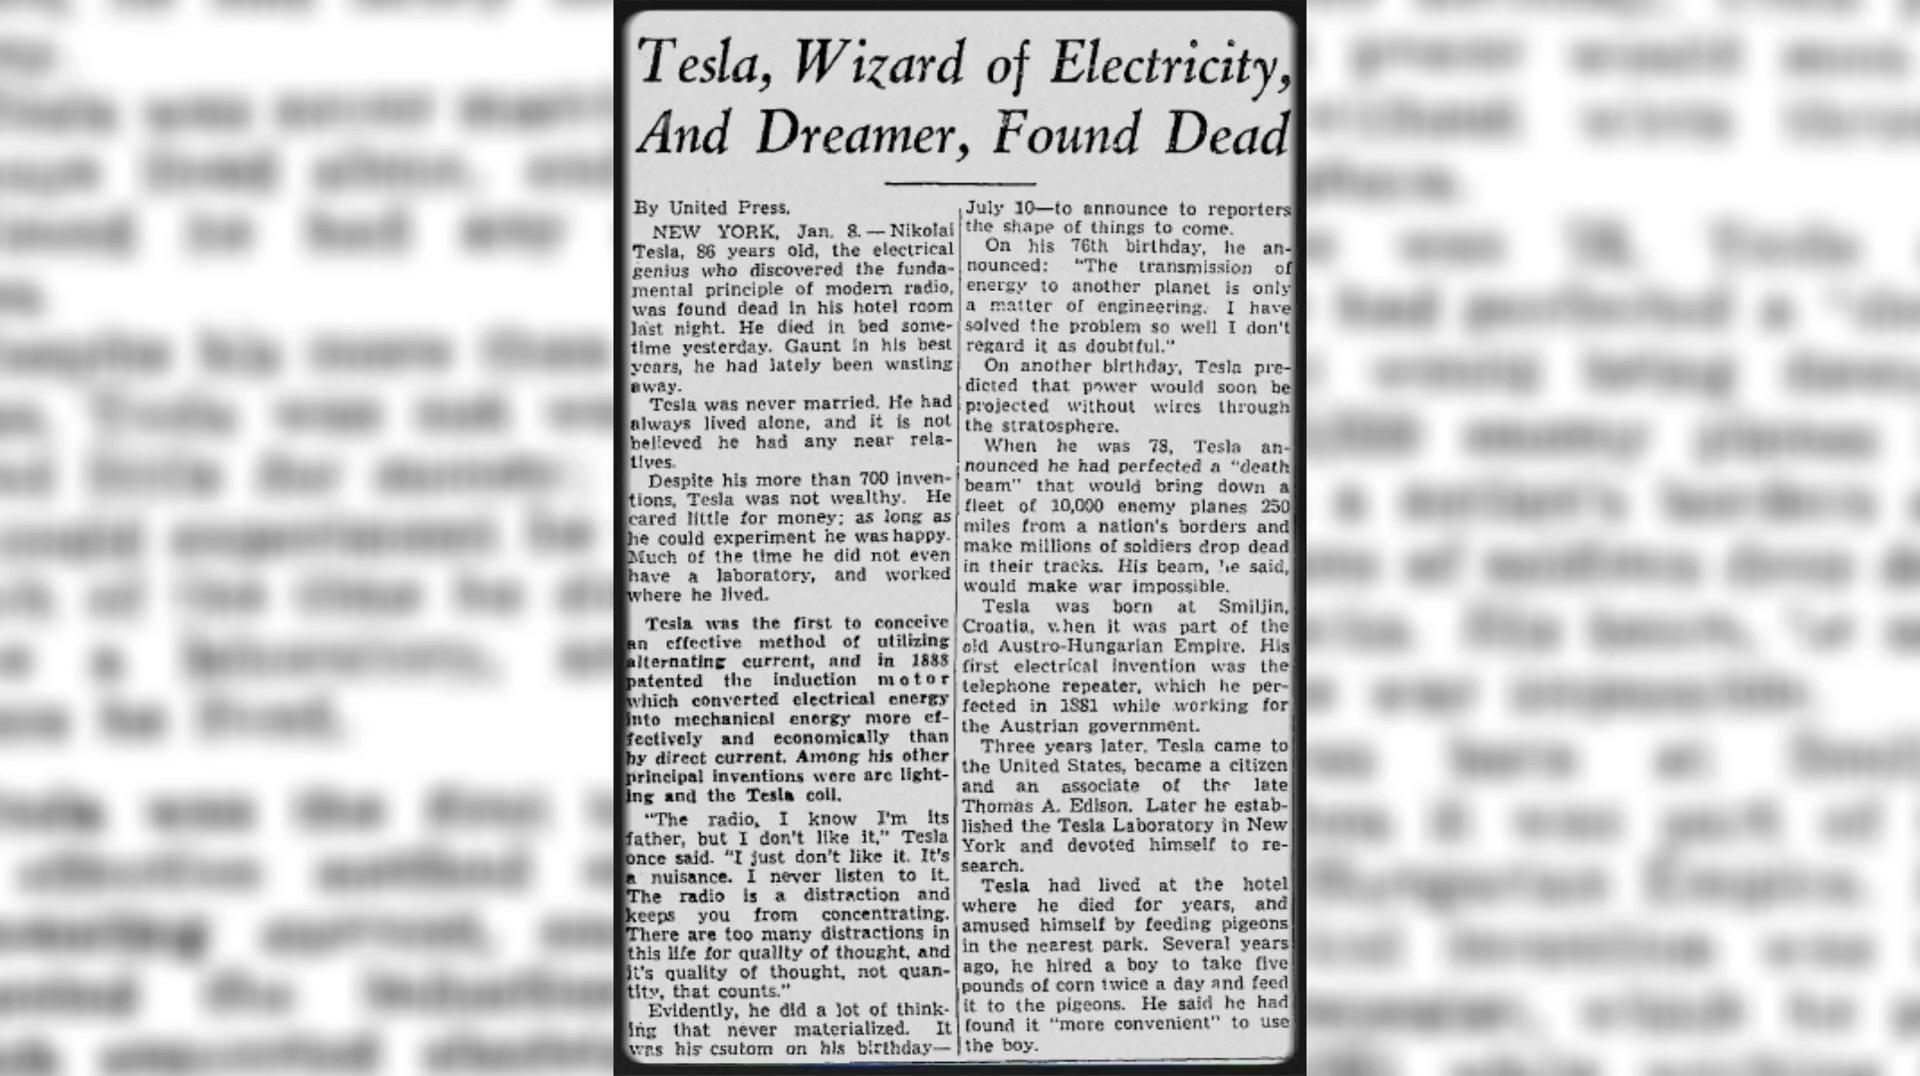 Tesla, Wizard of Electricity,
And Dreamer, Found Dead
By United Press.
NEW YORK, Jan. 8. — Nikolai
Tesla, 86 years old, the electrical
genius who discovered the funda-
mental principle of modern radio,
was found dead in his hotel room
last night. He died in bed some-
time yesterday. Gaunt in his best
years, he had lately been wasting
away.
Tesla was never married. He had
always lived alone, and it is not
believed he had any near rela-
tives.
Despite his more than 700 inven-
tions, Tesla was not wealthy. He
cared little for money; as long as
he could experiment he was happy.
Much of the time he did not even
have a laboratory, and worked
where he lived.
Tesla was the first to conceive
an effective method of utilizing
alternating current, and in 1888
patented the induction motor
which converted electrical energy
into mechanical energy more ef-
fectively and economically than
by direct current. Among his other
principal inventions were arc light-
ing and the Tesla coil.
"The radio, I know I'm its
father, but I don't like it," Tesla
once said. "I just don't like it. It's
a nuisance. I never listen to it.
The radio is a distraction and
keeps you from concentrating.
There are too many distractions in
this life for quality of thought, and
it's quality of thought, not quan-
tity, that counts."
Evidently, he did a lot of think-
ing that never materialized. It
was his csutom on his birthday—
July 10—to announce to reporters
the shape of things to come.
On his 76th birthday, he an-
nounced: "The transmission of
energy to another planet is only
a matter of engineering. I have
solved the problem so well I don't
regard it as doubtful."
On another birthday, Tesla pre-
dicted that power would soon be
projected without wires through
the stratosphere.
When he was 78, Tesla an-
nounced he had perfected a "death
beam" that would bring down a
fleet of 10,000 enemy planes 250
miles from a nation's borders and
make millions of soldiers drop dead
in their tracks. His beam, he said,
would make war impossible.
Tesla was born at Smiljin,
Croatia, when it was part of the
old Austro-Hungarian Empire. His
first electrical invention was the
telephone repeater, which he per-
fected in 1881 while working for
the Austrian government.
Three years later, Tesla came to
the United States, became a citizen
and an associate of the late
Thomas A. Edison. Later he estab-
lished the Tesla Laboratory in New
York and devoted himself to re-
search.
Tesla had lived at the hotel
where he died for years, and
amused himself by feeding pigeons
in the nearest park. Several years
ago, he hired a boy to take five
pounds of corn twice a day and feed
it to the pigeons. He said he had
found it "more convenient" to use
the boy.